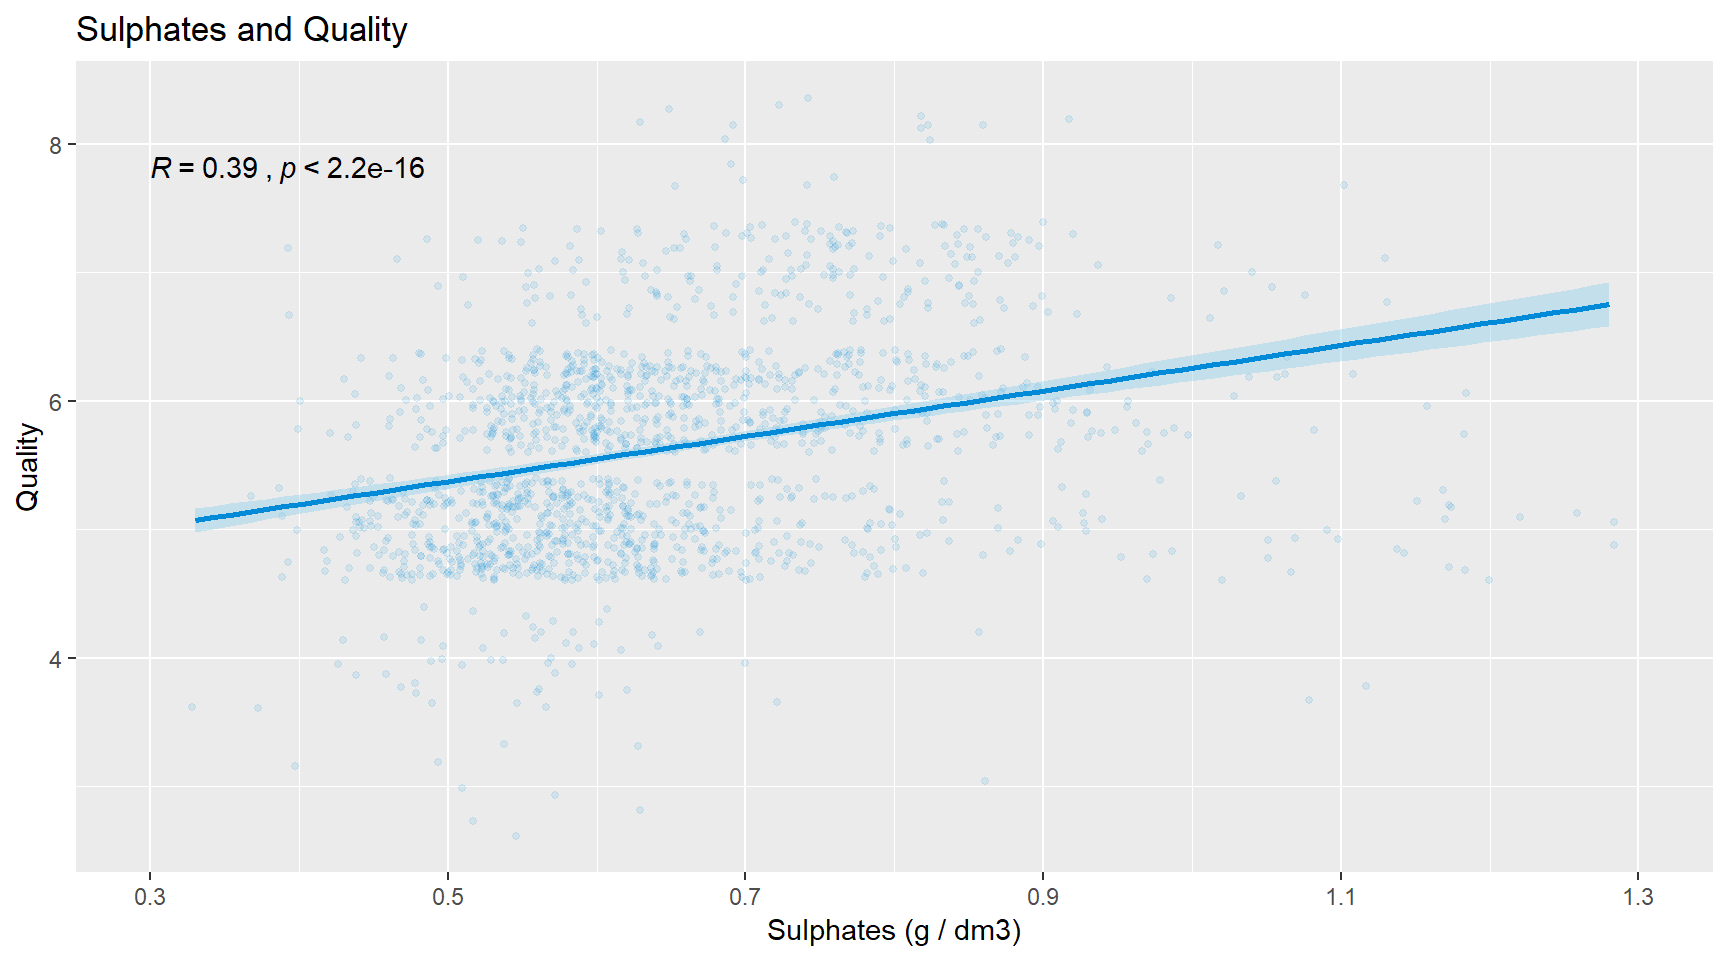 Sulphates and Quality
R = 0.39 , p < 2.2e-16
8
6
4
Quality
0.3 0.5 0.7 0.9 1.1 1.3
Sulphates (g / dm3)